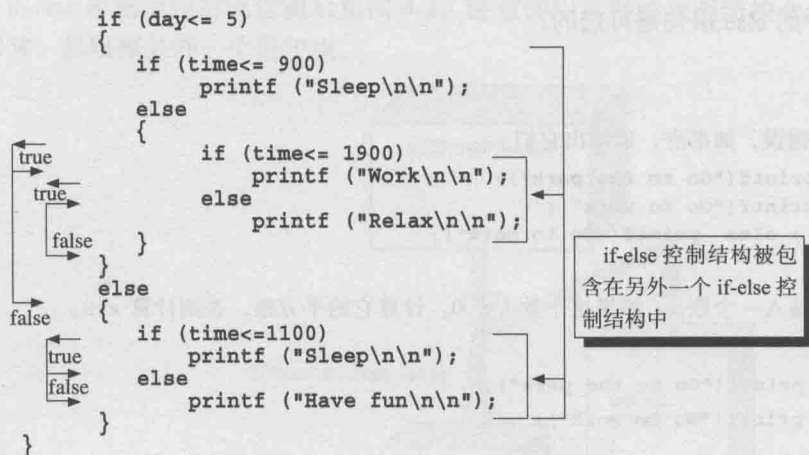 if (day<= 5)
{
if (time<= 900)
printf ("Sleep\n\n");
else
{
if (time<= 1900)
printf ("Work\n\n");
else
printf ("Relax\n\n");
}
}
else
{
if (time<=1100)
printf ("Sleep\n\n");
else
printf ("Have fun\n\n");
}
}
true
true
false
false
true
false
if-else 控制结构被包
含在另外一个 if-else 控
制结构中